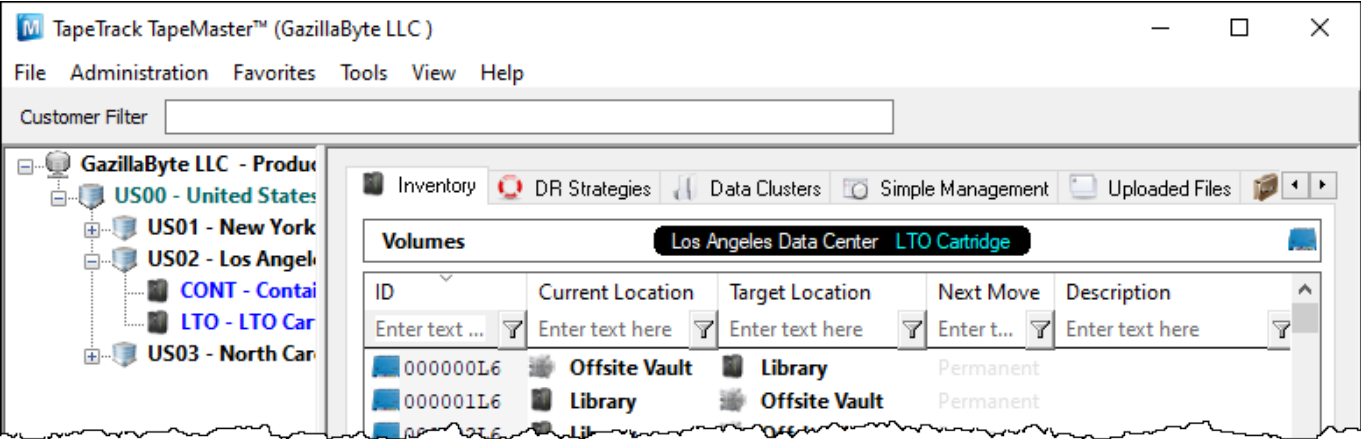 TapeTrack TapeMaster™ (GazillaByte LLC )
File Administration Favorites Tools View Help
Customer Filter
GazillaByte LLC - Produc
US00 - United States
US01 - New York
US02 - Los Angel
CONT - Contai
LTO - LTO Car
US03 - North Car
Inventory DR Strategies Data Clusters Simple Management Uploaded Files
Volumes Los Angeles Data Center LTO Cartridge
ID Current Location Target Location Next Move Description
Enter text ... Enter text here Enter text here Enter t... Enter text here
000000L6 Offsite Vault Library Permanent
000001L6 Library Offsite Vault Permanent